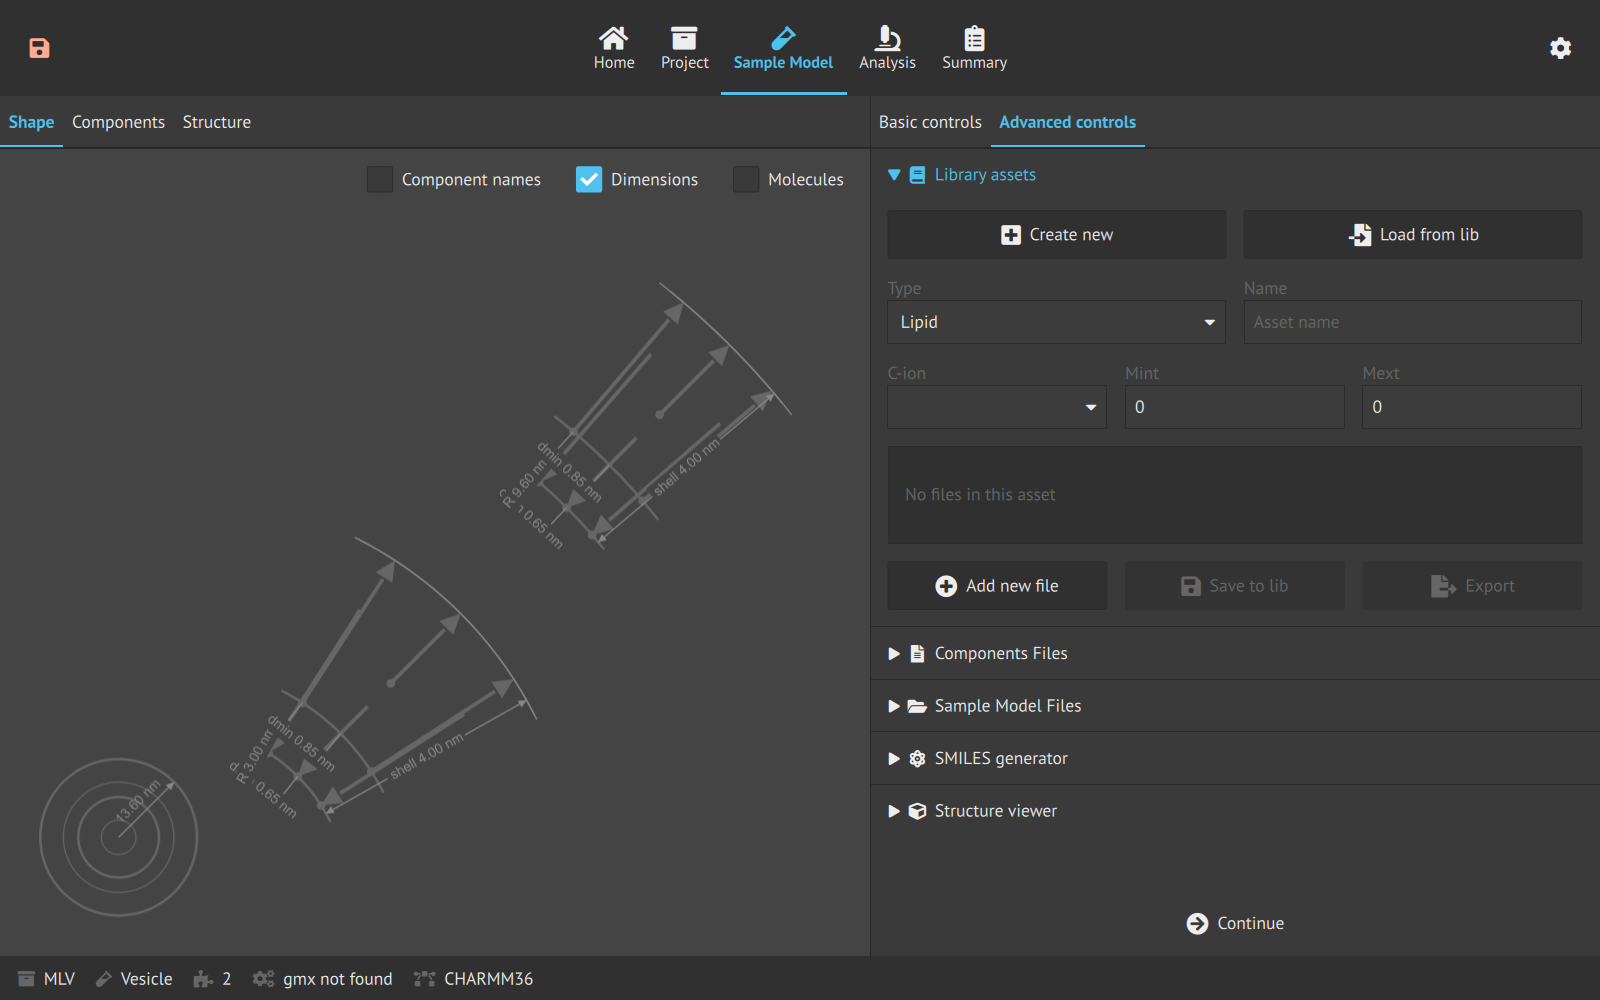 Home
Project
Sample Model
Analysis
Summary
Shape
Components
Structure
Basic controls
Advanced controls
Component names
Dimensions
Molecules
Library assets
Create new
Load from lib
Type
Name
Lipid
Asset name
C-ion
Mint
Mext
0
0
No files in this asset
Add new file
Save to lib
Export
Components Files
Sample Model Files
SMILES generator
Structure viewer
Continue
dmin 0.85 nm
R 9.60 nm
0.65 nm
shell 4.00 nm
dmin 0.85 nm
R 3.00 nm
0.65 nm
shell 4.00 nm
13.60 nm
MLV
Vesicle
2
gmx not found
CHARMM36